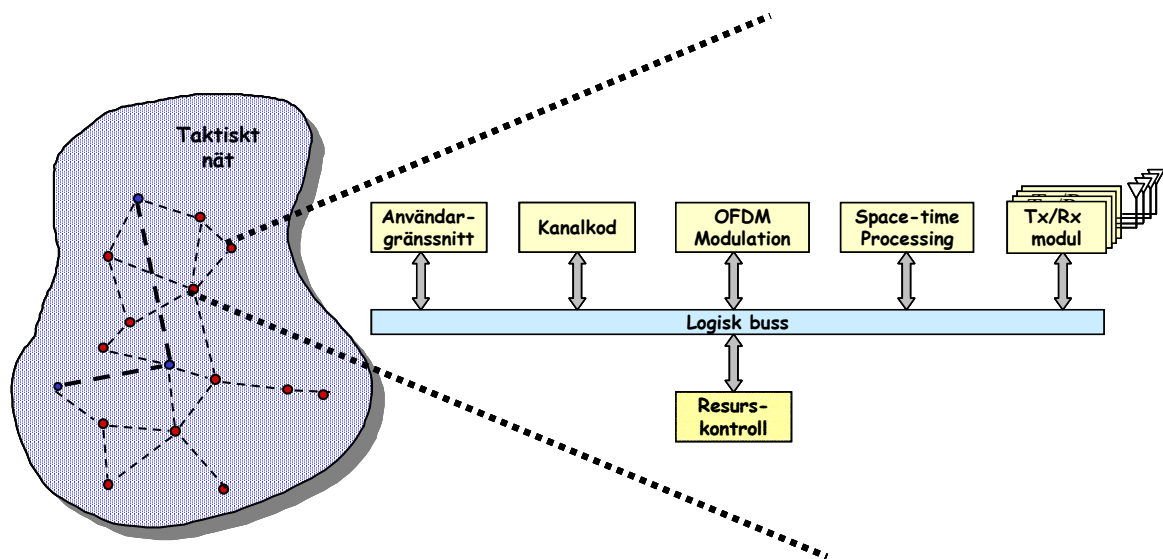 Taktiskt
nät
Användar-
gränssnitt
Kanalkod
OFDM
Modulation
Space-time
Processing
Tx/Rx
modul
Logisk buss
Resurs-
kontroll